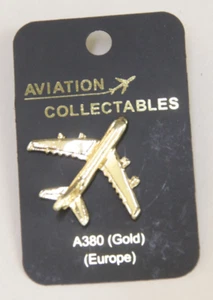 AVIATION
COLLECTABLES
A380 (Gold)
(Europe)